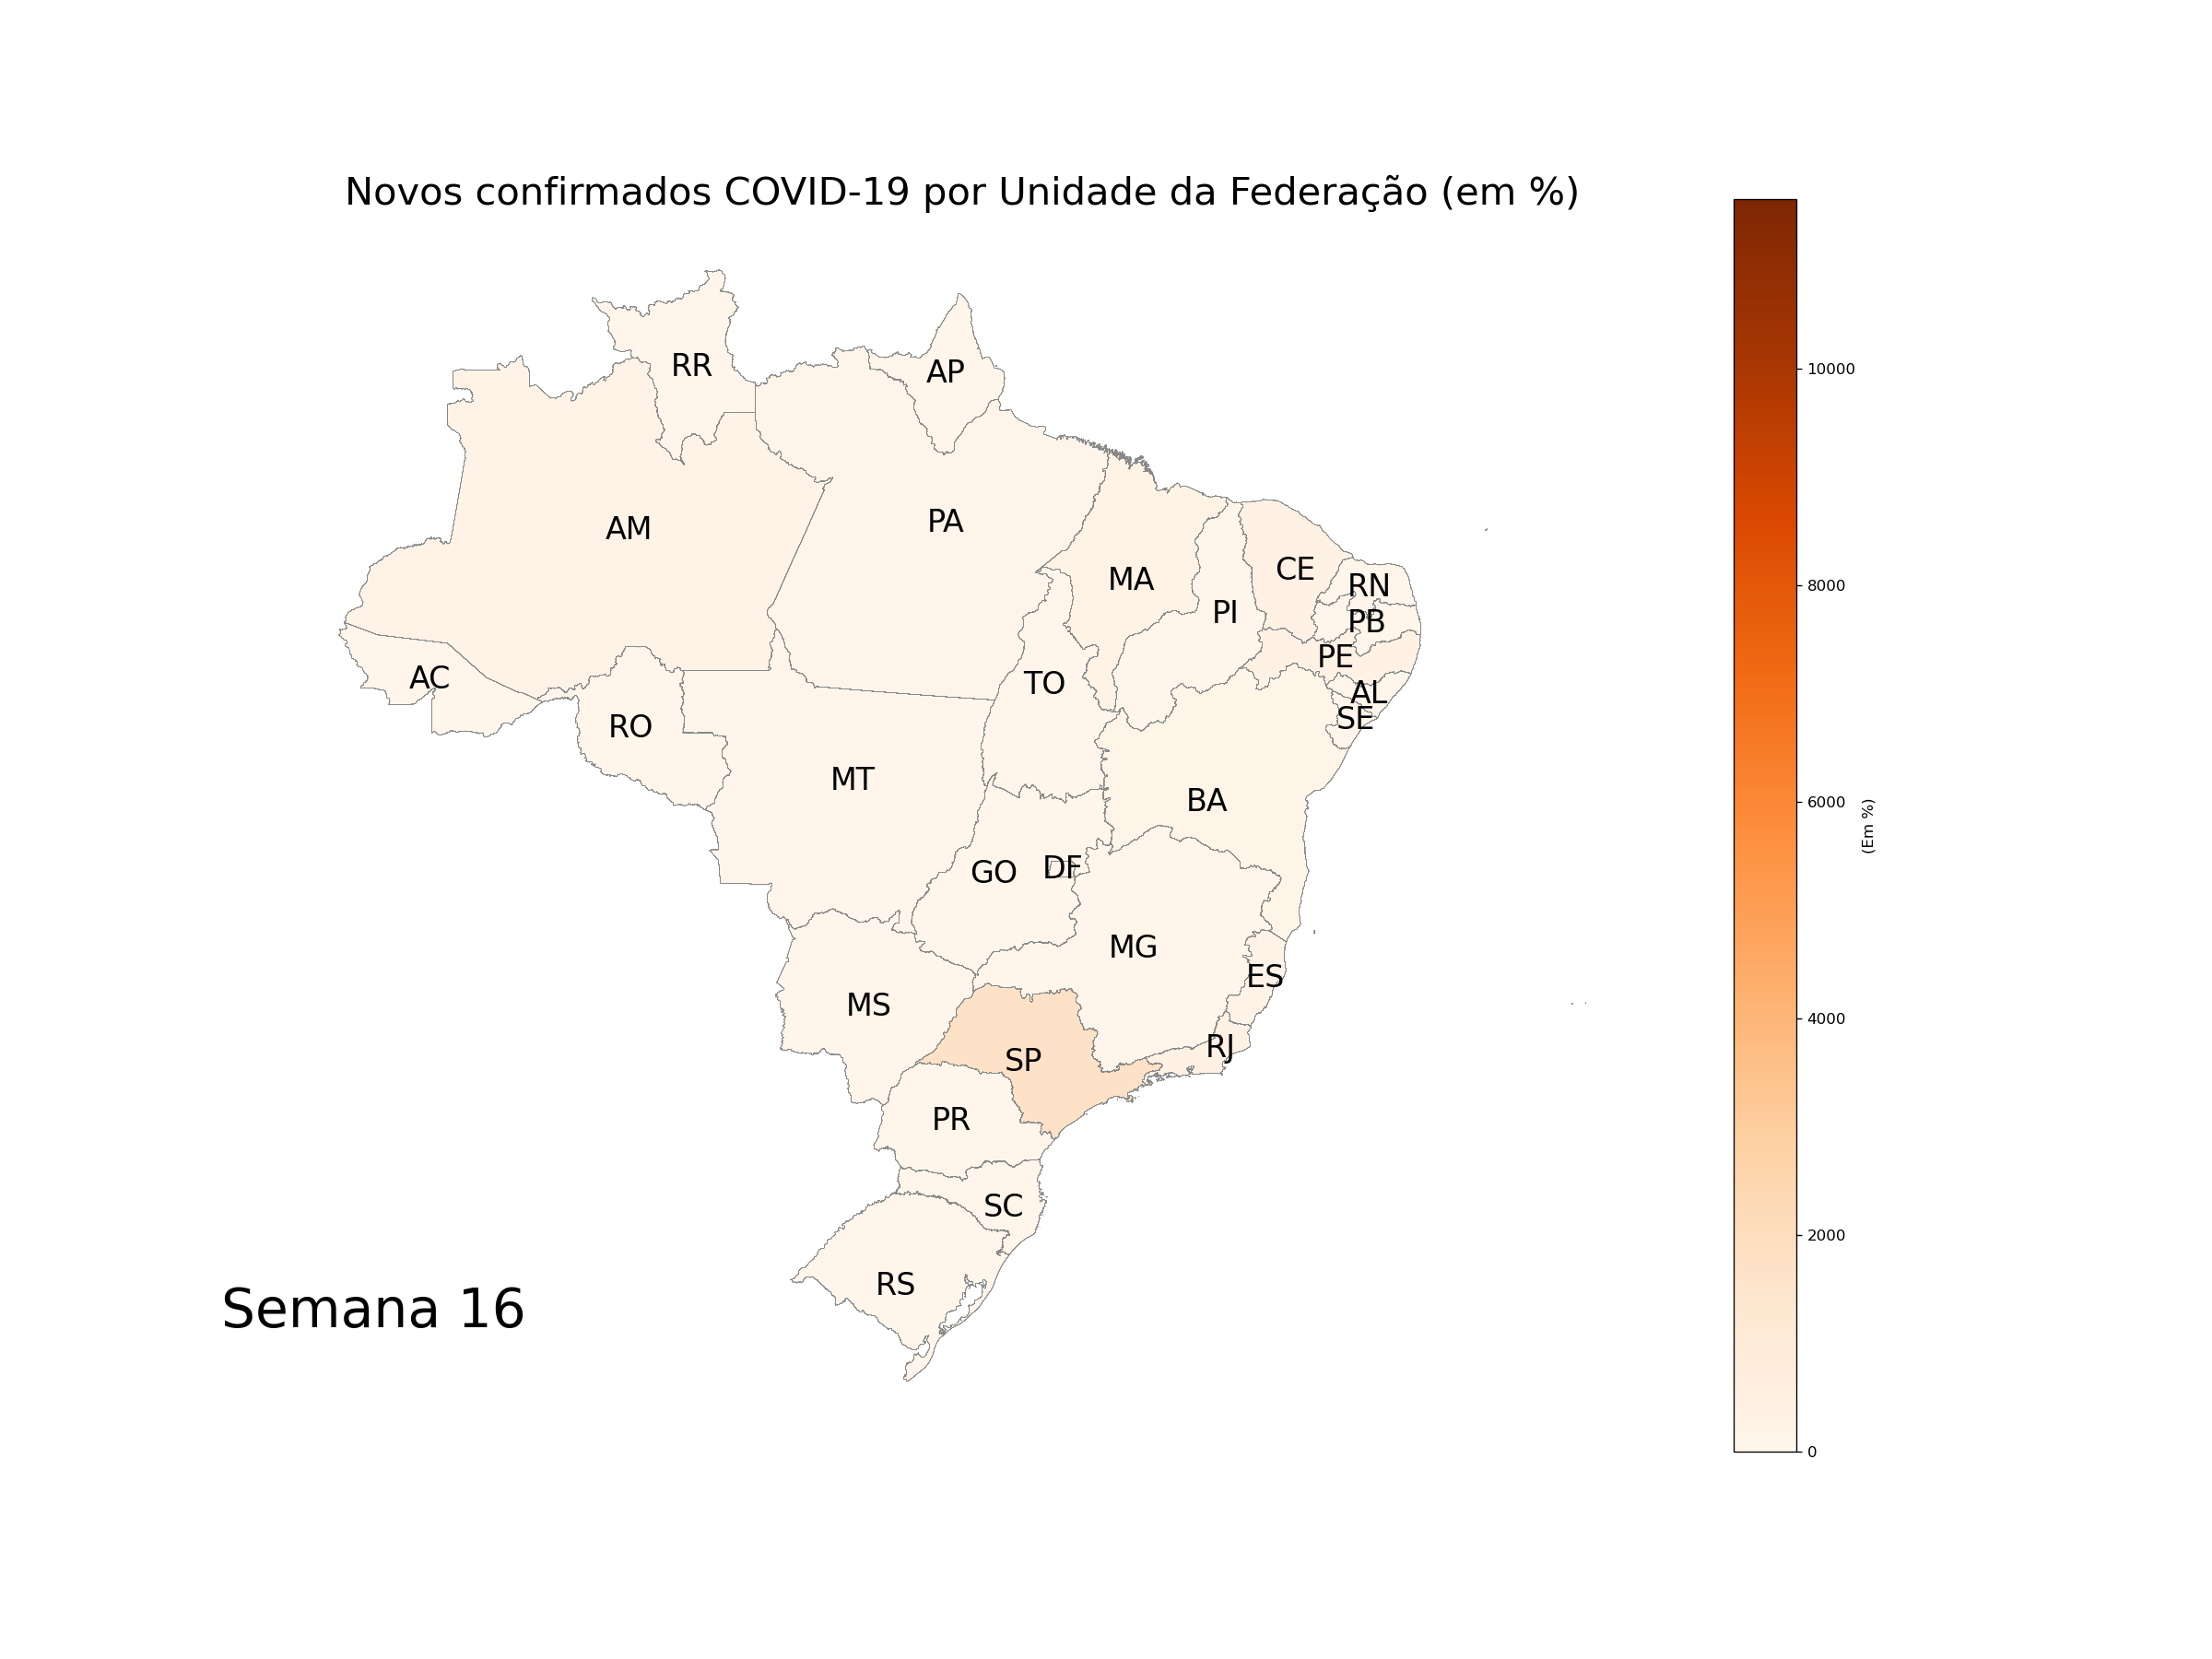 Novos confirmados COVID-19 por Unidade da Federação (em %)
RR
AP
AM
PA
MA
CE
RN
PI
PB
PE
AC
TO
AL
SE
RO
MT
BA
GO
DF
MG
ES
MS
RJ
SP
PR
SC
RS
Semana 16
10000
8000
6000
4000
2000
0
(Em %)